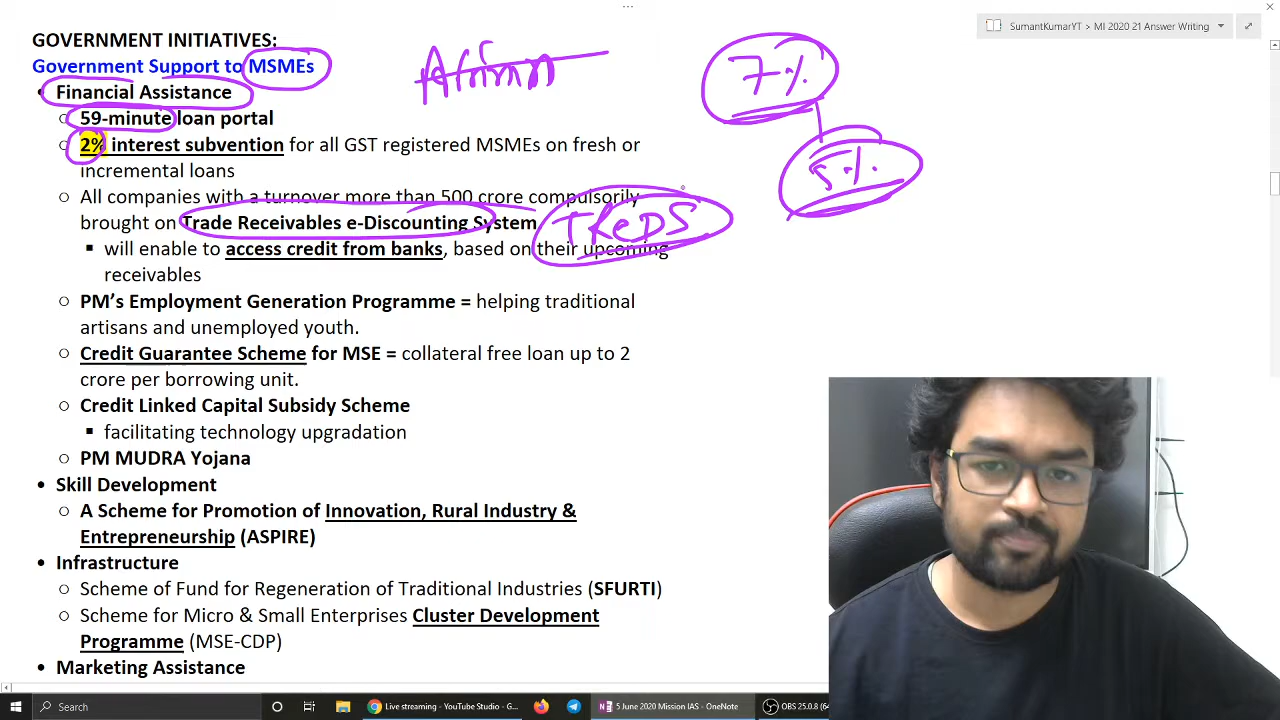 SumantKumarYT > MI 2020 21 Answer Writing
GOVERNMENT INITIATIVES:
Government Support to MSMEs
• Financial Assistance
○ 59-minute loan portal
○ 2% interest subvention for all GST registered MSMEs on fresh or
incremental loans
○ All companies with a turnover more than 500 crore compulsorily
brought on Trade Receivables e-Discounting System
▪ will enable to access credit from banks, based on their upcoming
receivables
○ PM’s Employment Generation Programme = helping traditional
artisans and unemployed youth.
○ Credit Guarantee Scheme for MSE = collateral free loan up to 2
crore per borrowing unit.
○ Credit Linked Capital Subsidy Scheme
▪ facilitating technology upgradation
○ PM MUDRA Yojana
• Skill Development
○ A Scheme for Promotion of Innovation, Rural Industry &
Entrepreneurship (ASPIRE)
• Infrastructure
○ Scheme of Fund for Regeneration of Traditional Industries (SFURTI)
○ Scheme for Micro & Small Enterprises Cluster Development
Programme (MSE-CDP)
• Marketing Assistance
7%
5%
TReDS
Search
Live streaming - YouTube Studio - G...
5 June 2020 Mission IAS - OneNote
OBS 25.0.8 (64